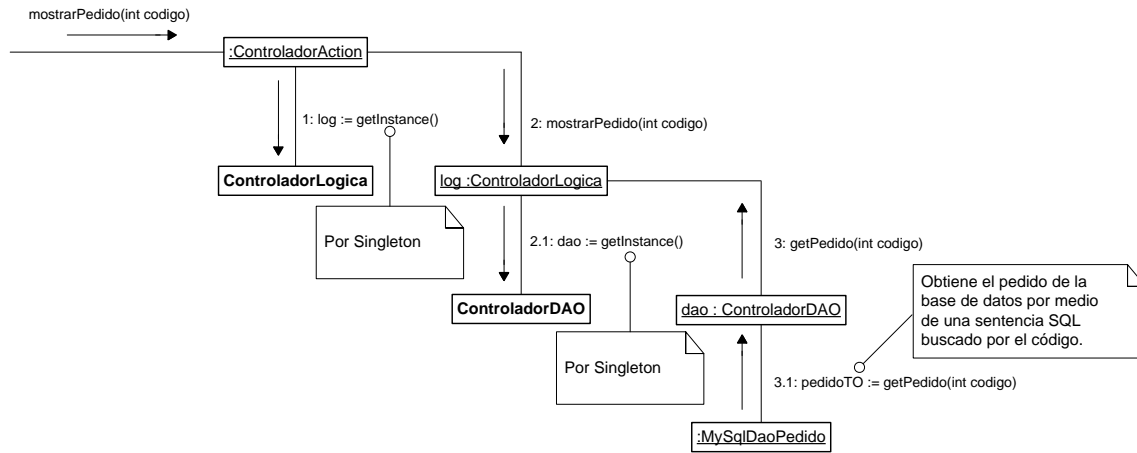 mostrarPedido(int codigo)
:ControladorAction
1: log := getInstance()
2: mostrarPedido(int codigo)
ControladorLogica
log :ControladorLogica
Por Singleton
2.1: dao := getInstance()
3: getPedido(int codigo)
Obtiene el pedido de la
base de datos por medio
de una sentencia SQL
buscado por el código.
ControladorDAO
dao : ControladorDAO
Por Singleton
3.1: pedidoTO := getPedido(int codigo)
:MySqlDaoPedido